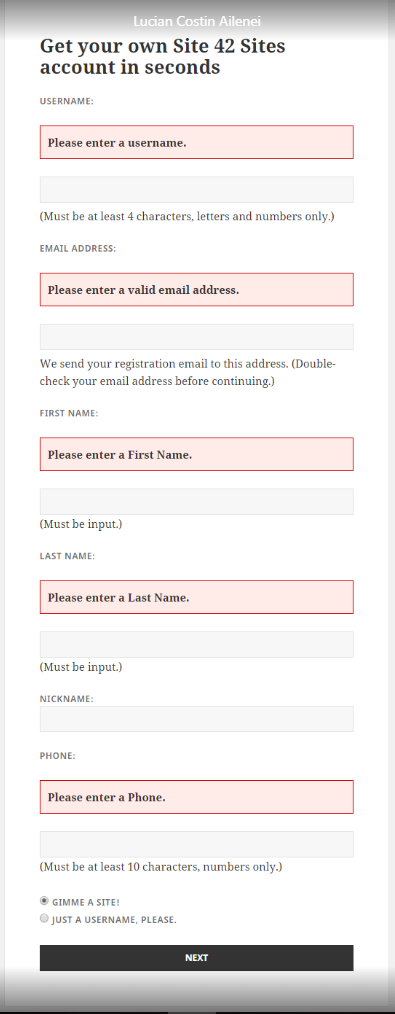 Lucian Costin Ailenei
Get your own Site 42 Sites
account in seconds
USERNAME:
Please enter a username.
(Must be at least 4 characters, letters and numbers only.)
EMAIL ADDRESS:
Please enter a valid email address.
We send your registration email to this address. (Double-
check your email address before continuing.)
FIRST NAME:
Please enter a First Name.
(Must be input.)
LAST NAME:
Please enter a Last Name.
(Must be input.)
NICKNAME:
PHONE:
Please enter a Phone.
(Must be at least 10 characters, numbers only.)
GIMME A SITE!
JUST A USERNAME, PLEASE.
NEXT